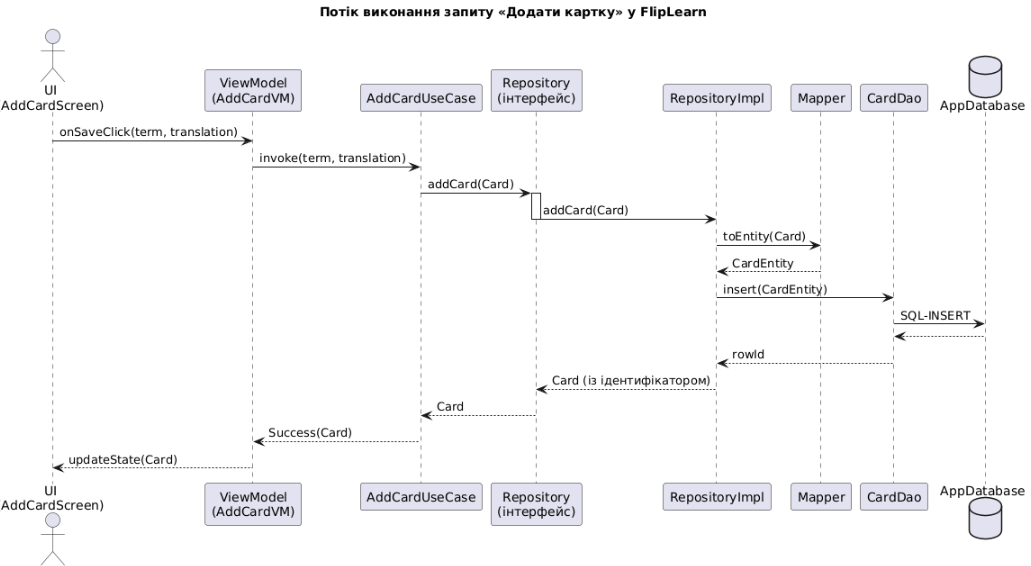 Потік виконання запиту «Додати картку» у FlipLearn
UI
(AddCardScreen)
ViewModel
(AddCardVM)
AddCardUseCase
Repository
(інтерфейс)
RepositoryImpl
Mapper
CardDao
AppDatabase
onSaveClick(term, translation)
invoke(term, translation)
addCard(Card)
addCard(Card)
toEntity(Card)
CardEntity
insert(CardEntity)
SQL-INSERT
rowId
Card (із ідентифікатором)
Card
Success(Card)
updateState(Card)
UI
(AddCardScreen)
ViewModel
(AddCardVM)
AddCardUseCase
Repository
(інтерфейс)
RepositoryImpl
Mapper
CardDao
AppDatabase